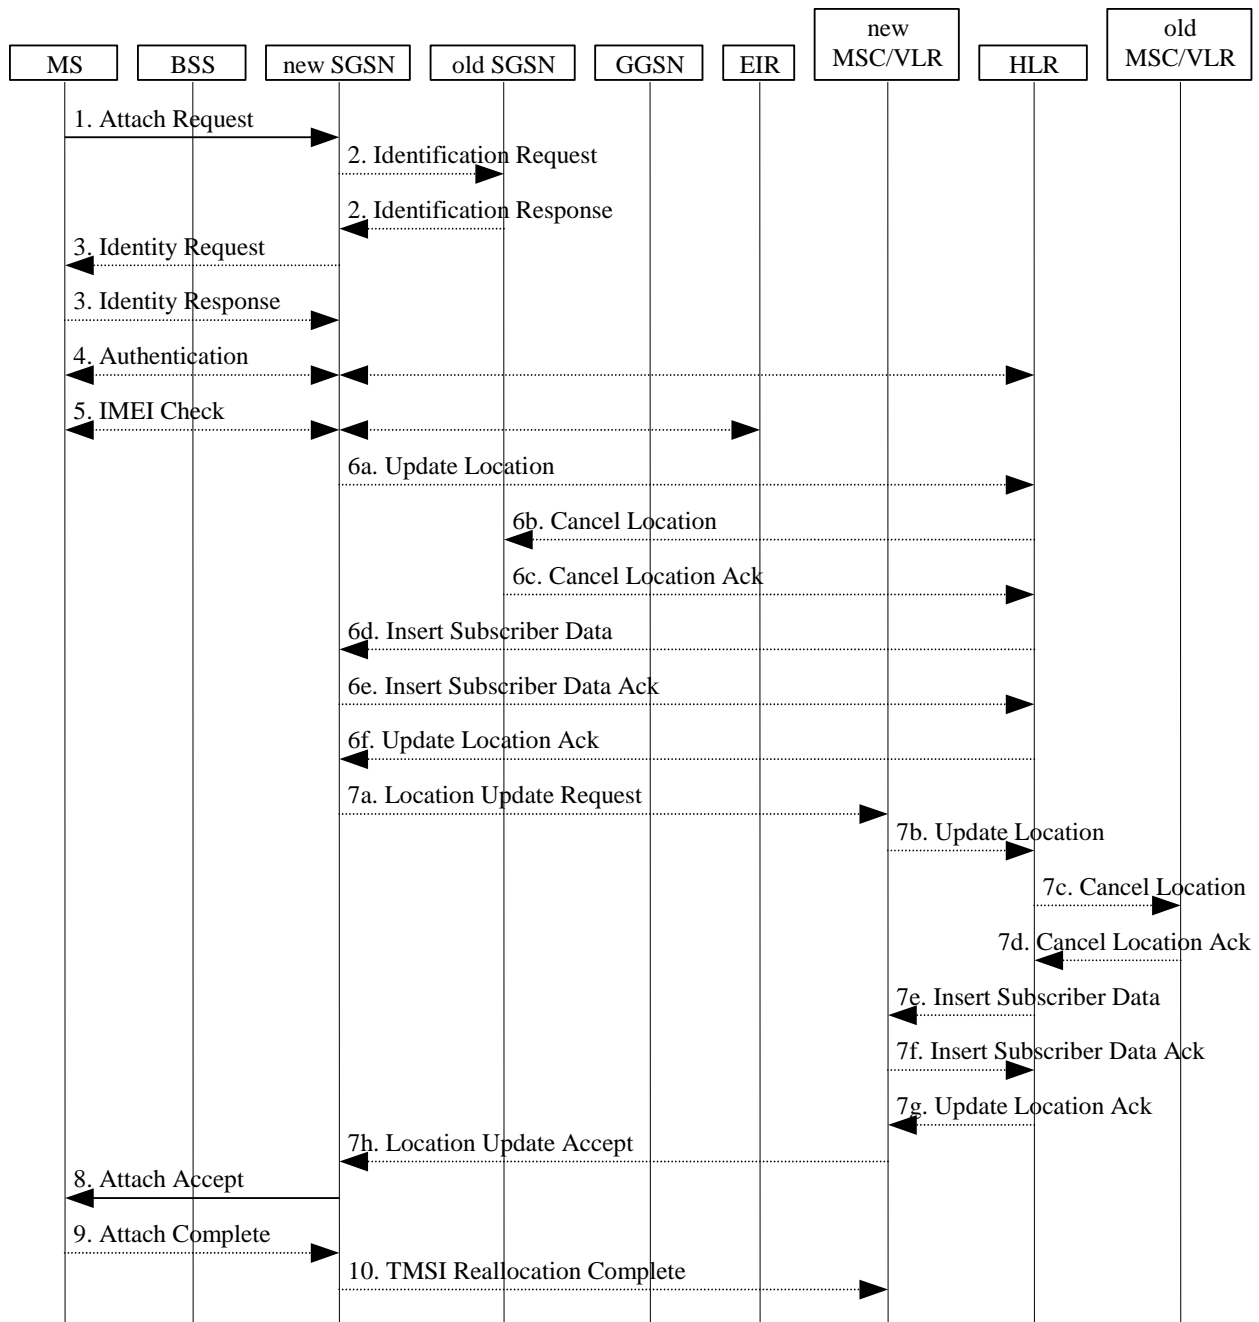 new
old
MS
BSS
new SGSN
old SGSN
GGSN
EIR
MSC/VLR
HLR
MSC/VLR
1. Attach Request
2. Identification Request
2. Identification Response
3. Identity Request
3. Identity Response
4. Authentication
5. IMEI Check
6a. Update Location
6b. Cancel Location
6c. Cancel Location Ack
6d. Insert Subscriber Data
6e. Insert Subscriber Data Ack
6f. Update Location Ack
7a. Location Update Request
7b. Update Location
7c. Cancel Location
7d. Cancel Location Ack
7e. Insert Subscriber Data
7f. Insert Subscriber Data Ack
7g. Update Location Ack
7h. Location Update Accept
8. Attach Accept
9. Attach Complete
10. TMSI Reallocation Complete